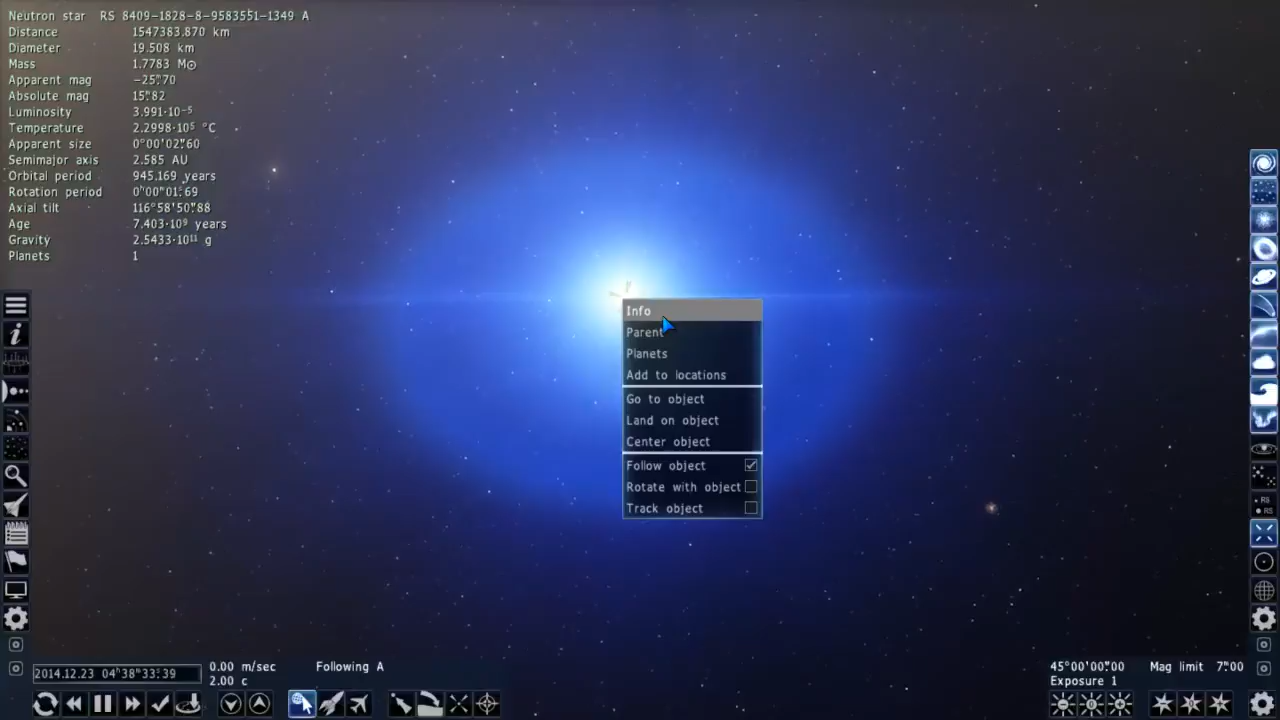 Neutron star RS 8409-1828-8-9583551-1349 A
Distance 1547383.870 km
Diameter 19.508 km
Mass 1.7783 M☉
Apparent mag -25ᵐ70
Absolute mag 15ᵐ82
Luminosity 3.991·10⁻⁵
Temperature 2.2998·10⁵ °C
Apparent size 0°00'02"60
Semimajor axis 2.585 AU
Orbital period 945.169 years
Rotation period 0ʰ00ᵐ01ˢ69
Axial tilt 116°58'50"88
Age 7.403·10⁹ years
Gravity 2.5433·10¹¹ g
Planets 1
Info
Parent
Planets
Add to locations
Go to object
Land on object
Center object
Follow object
Rotate with object
Track object
RS
RS
2014.12.23 04ʰ38ᵐ33ˢ39
0.00 m/sec
2.00 c
Following A
45°00'00"00 Mag limit 7ᵐ00
Exposure 1